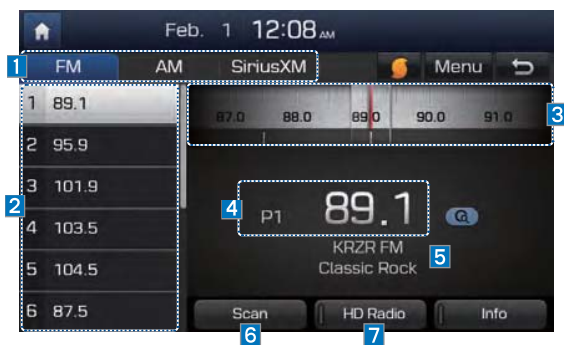 Feb. 1 12:08 AM
1 FM AM SiriusXM Menu
1 89.1
2 95.9
3 101.9
4 103.5
5 104.5
6 87.5
2
87.0 88.0 89.0 90.0 91.0
3
4 P1 89.1
KRZR FM
Classic Rock
5
Scan HD Radio Info
6 7